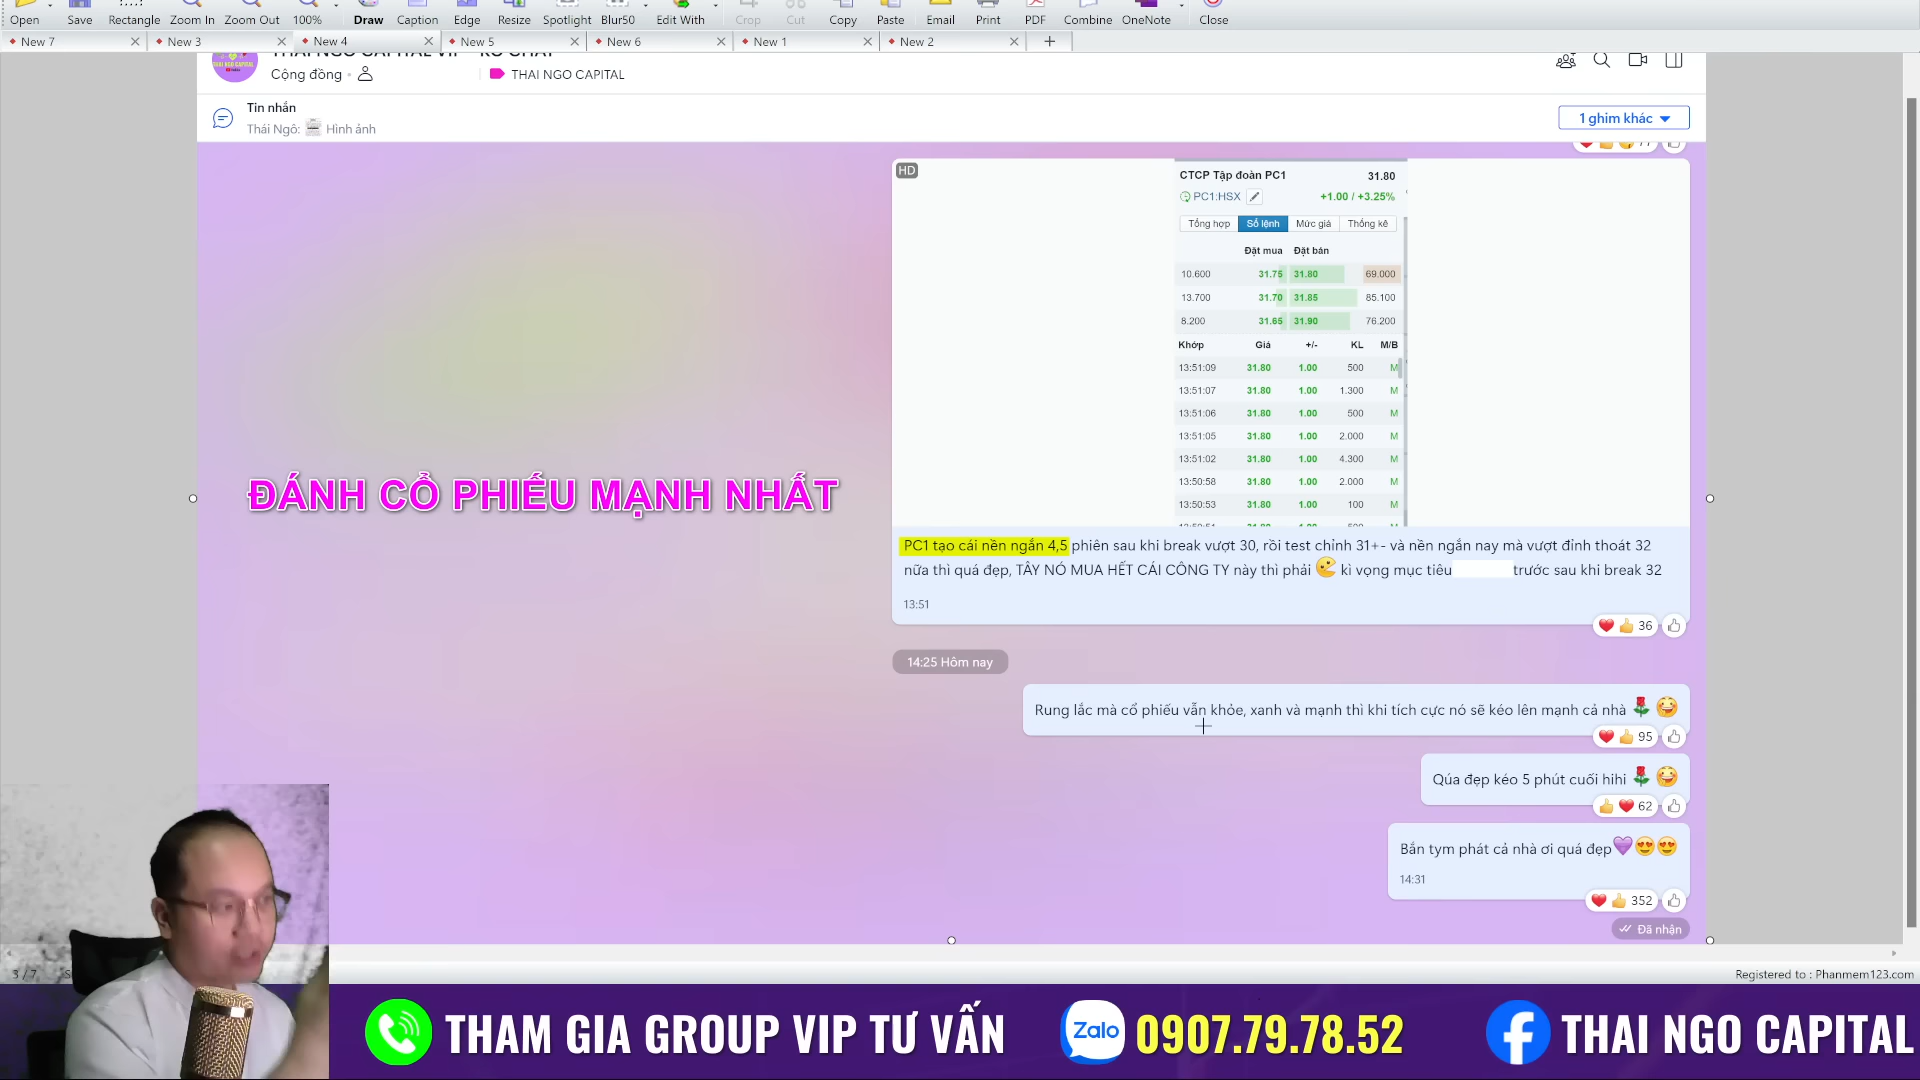 Open Save Rectangle Zoom In Zoom Out 100% Draw Caption Edge Resize Spotlight Blur50 Edit With Crop Cut Copy Paste Email Print PDF Combine OneNote Close
New 7 New 3 New 4 New 5 New 6 New 1 New 2
Cộng đồng THAI NGO CAPITAL
Tin nhắn
Thái Ngô: Hình ảnh
1 ghim khác
HD
CTCP Tập đoàn PC1 31.80
PC1:HSX +1.00 / +3.25%
Tổng hợp Sổ lệnh Mức giá Thống kê
Đặt mua Đặt bán
10.600 31.75 31.80 69.000
13.700 31.70 31.85 85.100
8.200 31.65 31.90 76.200
Khớp Giá +/- KL M/B
13:51:09 31.80 1.00 500 M
13:51:07 31.80 1.00 1.300 M
13:51:06 31.80 1.00 500 M
13:51:05 31.80 1.00 2.000 M
13:51:02 31.80 1.00 4.300 M
13:50:58 31.80 1.00 2.000 M
13:50:53 31.80 1.00 100 M
ĐÁNH CỔ PHIẾU MẠNH NHẤT
PC1 tạo cái nền ngắn 4,5 phiên sau khi break vượt 30, rồi test chỉnh 31+- và nền ngắn nay mà vượt đỉnh thoát 32
nữa thì quá đẹp, TÂY NÓ MUA HẾT CÁI CÔNG TY này thì phải kì vọng mục tiêu trước sau khi break 32
13:51
36
14:25 Hôm nay
Rung lắc mà cổ phiếu vẫn khỏe, xanh và mạnh thì khi tích cực nó sẽ kéo lên mạnh cả nhà
95
Qúa đẹp kéo 5 phút cuối hihi
62
Bắn tym phát cả nhà ơi quá đẹp
14:31
352
Đã nhận
3 / 7
Registered to : Phanmem123.com
THAM GIA GROUP VIP TƯ VẤN Zalo 0907.79.78.52 THAI NGO CAPITAL